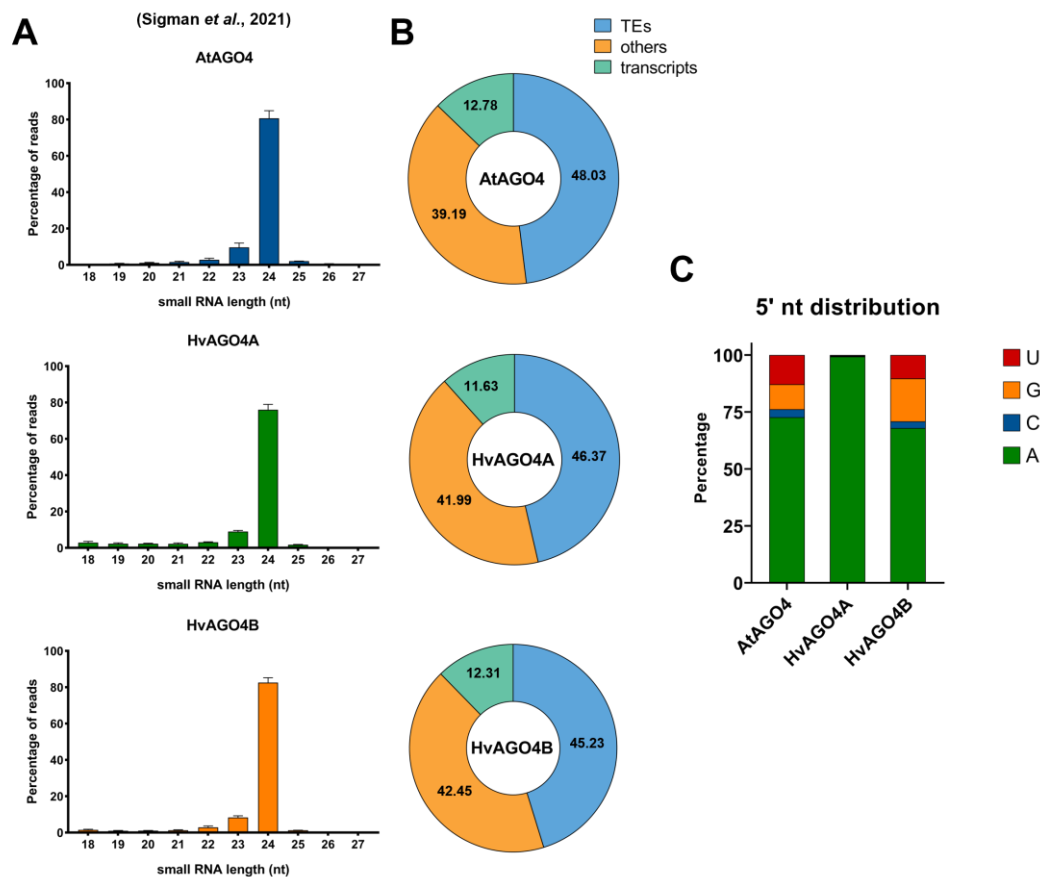 A
(Sigman et al., 2021)
AtAGO4
Percentage of reads
100
80
60
40
20
0
18 19 20 21 22 23 24 25 26 27
small RNA length (nt)
HvAGO4A
Percentage of reads
100
80
60
40
20
0
18 19 20 21 22 23 24 25 26 27
small RNA length (nt)
HvAGO4B
Percentage of reads
100
80
60
40
20
0
18 19 20 21 22 23 24 25 26 27
small RNA length (nt)
B
TEs
others
transcripts
12.78
48.03
39.19
AtAGO4
11.63
46.37
41.99
HvAGO4A
12.31
45.23
42.45
HvAGO4B
C
5' nt distribution
Percentage
100
75
50
25
0
AtAGO4
HvAGO4A
HvAGO4B
U
G
C
A